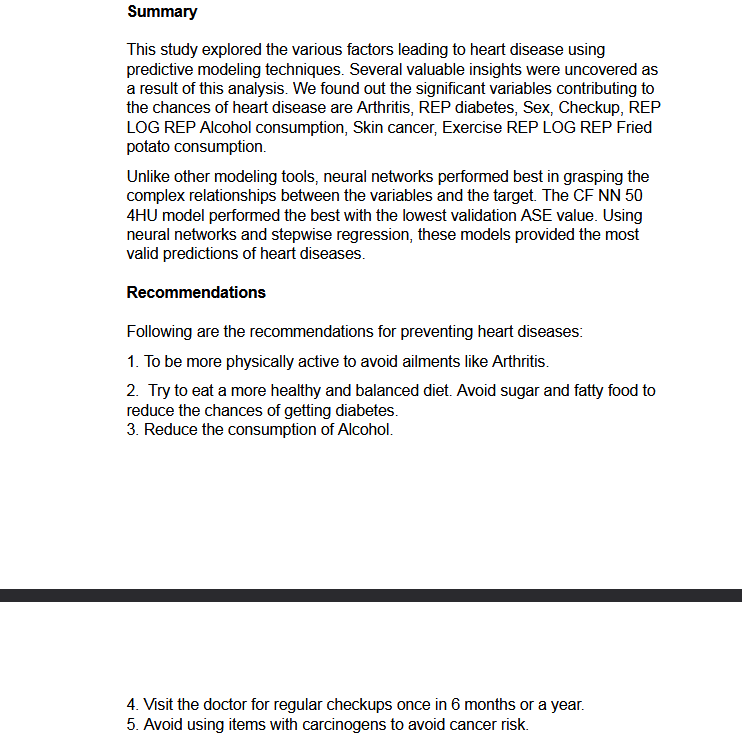 Summary
This study explored the various factors leading to heart disease using
predictive modeling techniques. Several valuable insights were uncovered as
a result of this analysis. We found out the significant variables contributing to
the chances of heart disease are Arthritis, REP diabetes, Sex, Checkup, REP
LOG REP Alcohol consumption, Skin cancer, Exercise REP LOG REP Fried
potato consumption.
Unlike other modeling tools, neural networks performed best in grasping the
complex relationships between the variables and the target. The CF NN 50
4HU model performed the best with the lowest validation ASE value. Using
neural networks and stepwise regression, these models provided the most
valid predictions of heart diseases.
Recommendations
Following are the recommendations for preventing heart diseases:
1. To be more physically active to avoid ailments like Arthritis.
2.  Try to eat a more healthy and balanced diet. Avoid sugar and fatty food to
reduce the chances of getting diabetes.
3. Reduce the consumption of Alcohol.
4. Visit the doctor for regular checkups once in 6 months or a year.
5. Avoid using items with carcinogens to avoid cancer risk.